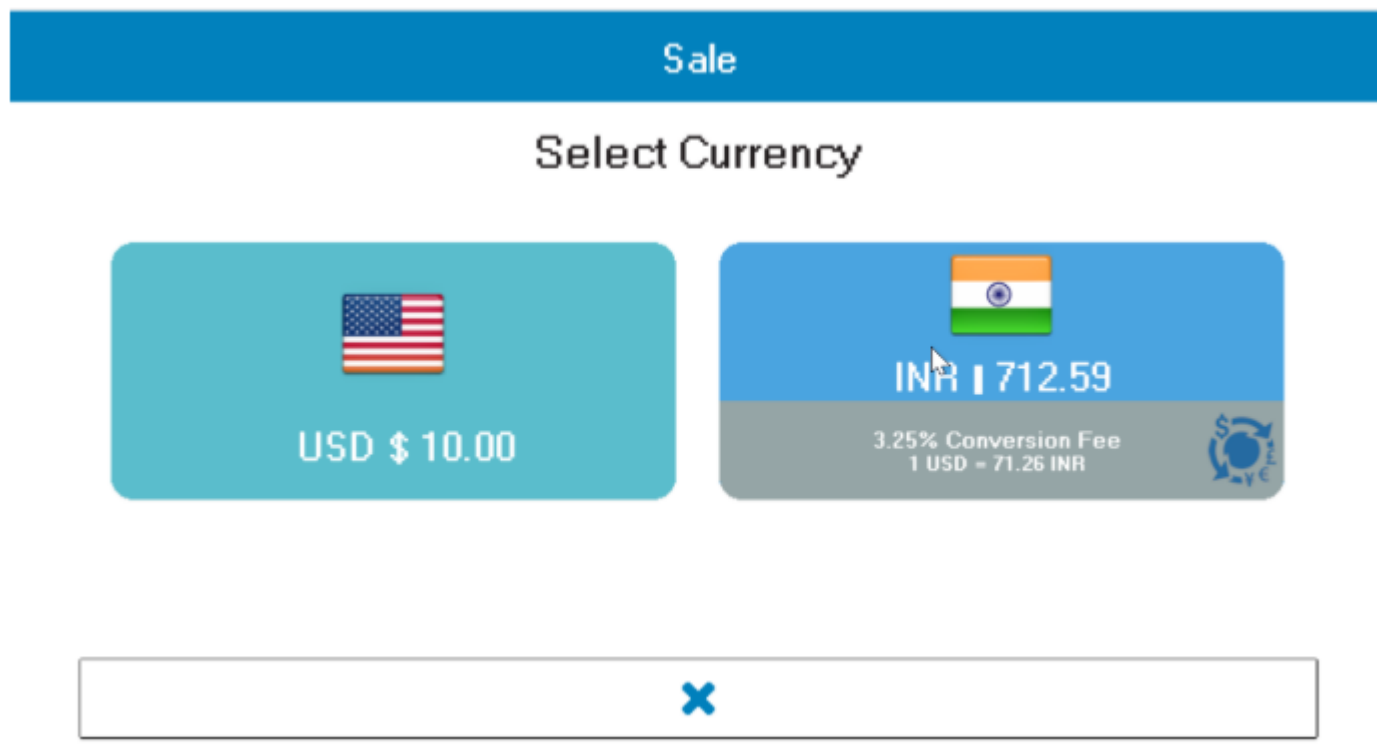 Sale
Select Currency
USD $ 10.00
INR 712.59
3.25% Conversion Fee
1 USD = 71.26 INR